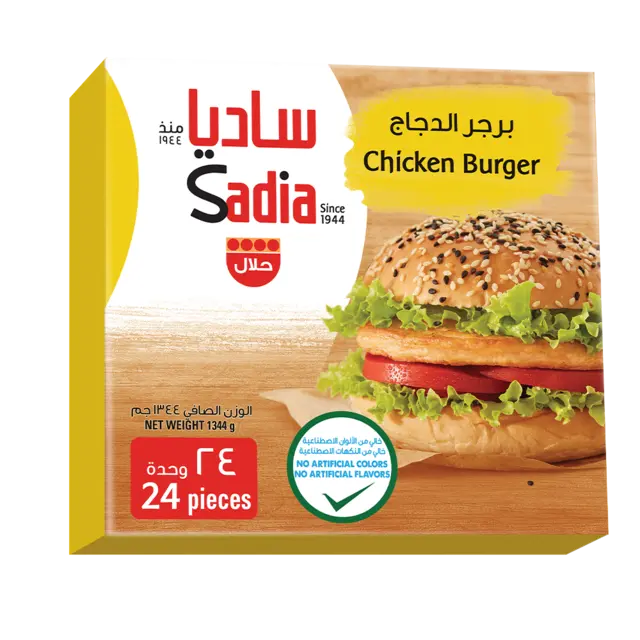 ساديا
منذ
١٩٤٤
Sadia
Since
1944
حلال
برجر الدجاج
Chicken Burger
الوزن الصافي ١٣٤٤ جم
NET WEIGHT 1344 g
٢٤ وحدة
24 pieces
خالي من الألوان الاصطناعية
خالي من النكهات الاصطناعية
NO ARTIFICIAL COLORS
NO ARTIFICIAL FLAVORS